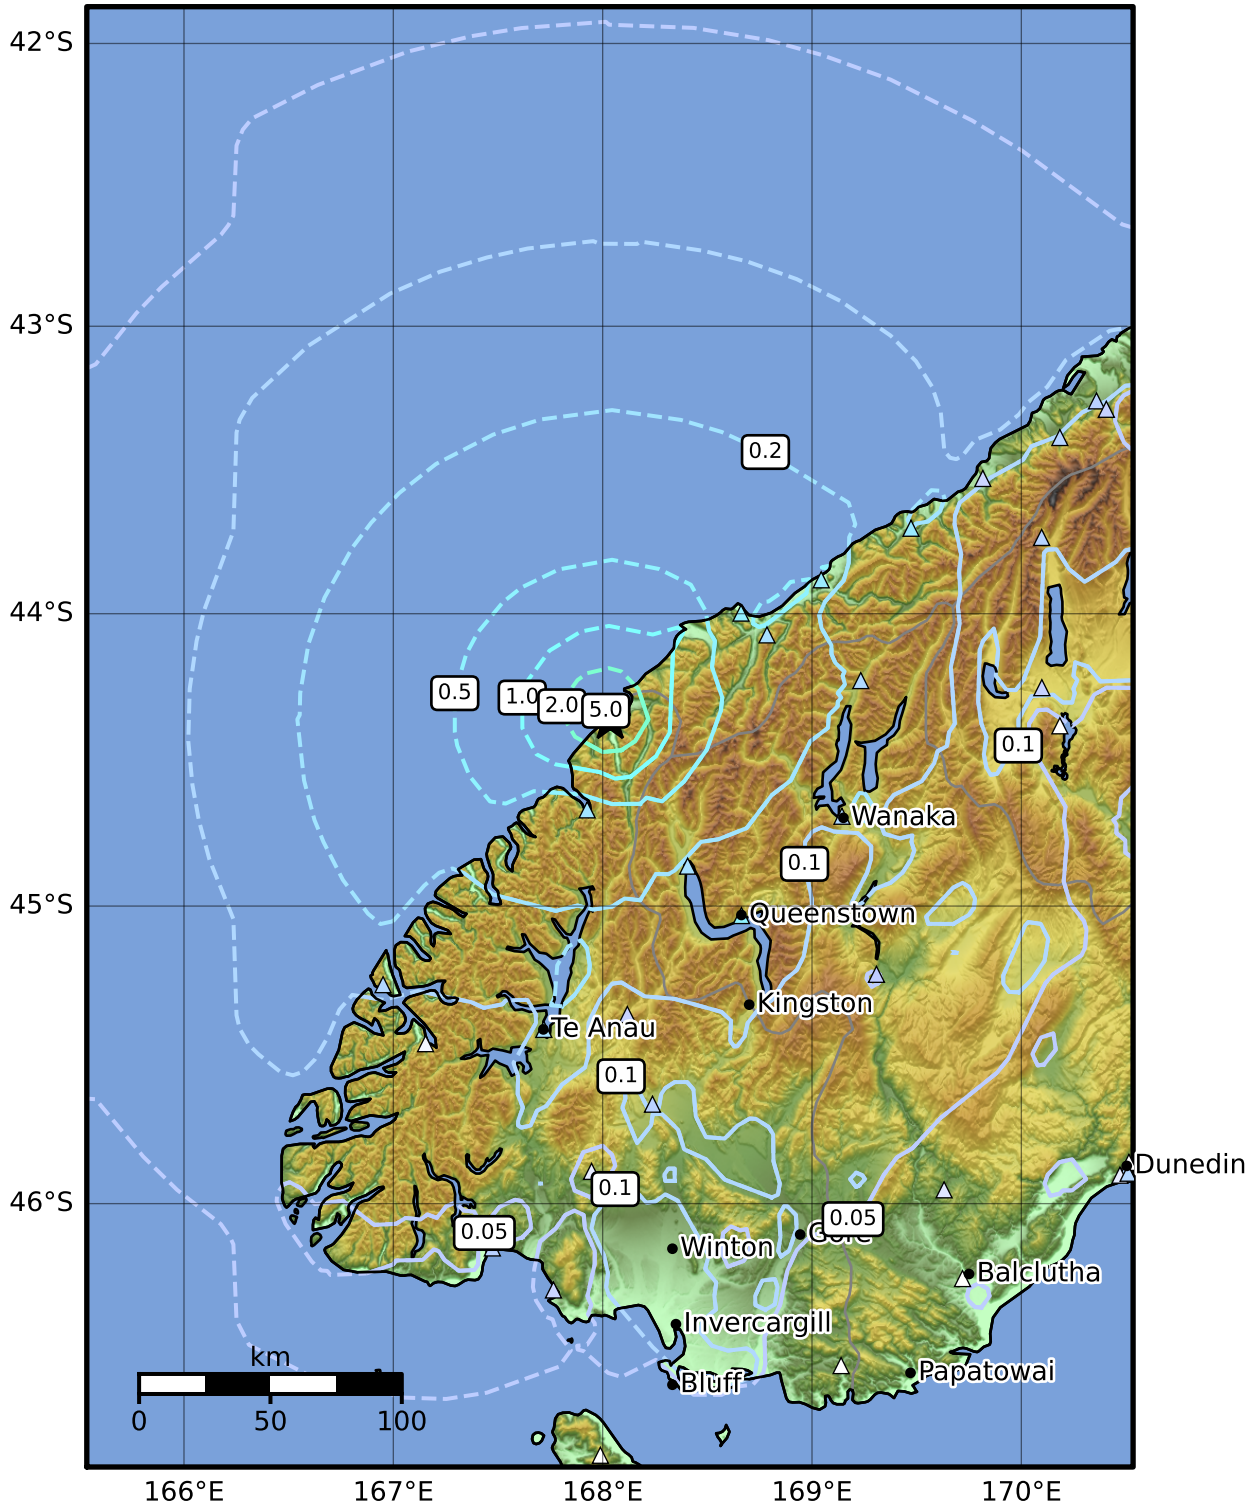 42°S
0.2
43°S
44°S
0.5
1.0
2.0
5.0
0.1
Wanaka
0.1
45°S
Queenstown
Kingston
Te Anau
0.1
Dunedin
0.1
46°S
0.05
0.05
Gore
Winton
Balclutha
Invercargill
km
Papatowai
Bluff
0
50
100
166°E
167°E
168°E
169°E
170°E